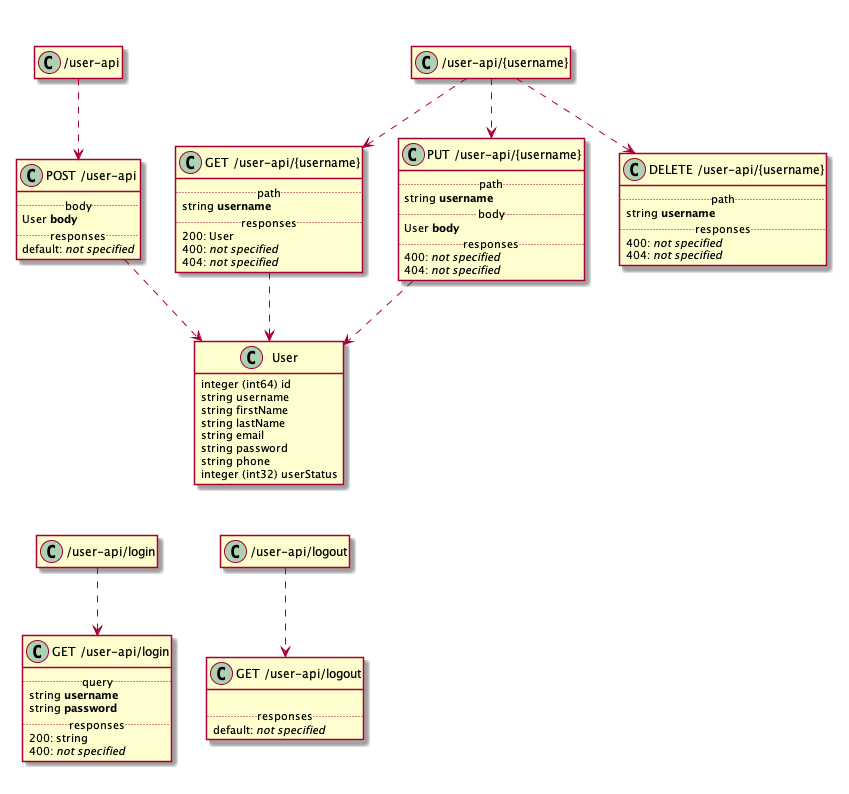 C /user-api
C /user-api/{username}
C POST /user-api
body
User body
responses
default: not specified
C GET /user-api/{username}
path
string username
responses
200: User
400: not specified
404: not specified
C PUT /user-api/{username}
path
string username
body
User body
responses
400: not specified
404: not specified
C DELETE /user-api/{username}
path
string username
responses
400: not specified
404: not specified
C User
integer (int64) id
string username
string firstName
string lastName
string email
string password
string phone
integer (int32) userStatus
C /user-api/login
C /user-api/logout
C GET /user-api/login
query
string username
string password
responses
200: string
400: not specified
C GET /user-api/logout
responses
default: not specified